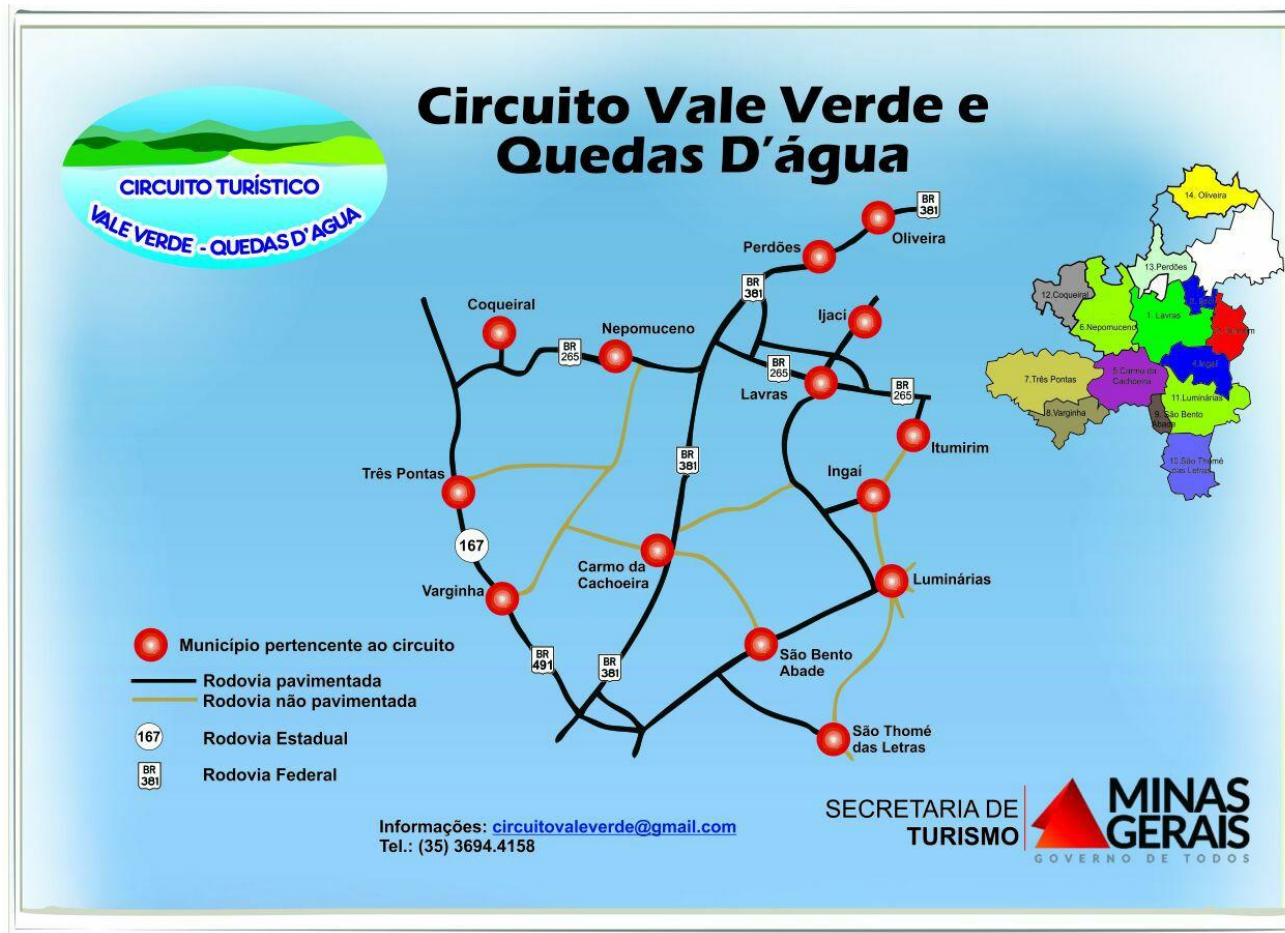 Circuito Vale Verde e
Quedas D'água
CIRCUITO TURÍSTICO
VALE VERDE - QUEDAS D'AGUA
BR
381
Oliveira
Perdões
BR
381
Coqueiral
Nepomuceno
Ijaci
BR
265
BR
265
Lavras
BR
265
Itumirim
BR
381
Ingaí
Três Pontas
167
Carmo da
Cachoeira
Luminárias
Varginha
São Bento
Abade
BR
491
BR
381
São Thomé
das Letras
Município pertencente ao circuito
Rodovia pavimentada
Rodovia não pavimentada
167
Rodovia Estadual
BR
381
Rodovia Federal
14. Oliveira
13.Perdões
12.Coqueiral
1. Lavras
6.Nepomuceno
4.Ingaí
7.Três Pontas
5.Carmo da
Cachoeira
11.Luminárias
8.Varginha
9. São Bento
Abade
10.São Thomé
das Letras
Informações: circuitovaleverde@gmail.com
Tel.: (35) 3694.4158
SECRETARIA DE
TURISMO
MINAS
GERAIS
GOVERNO DE TODOS